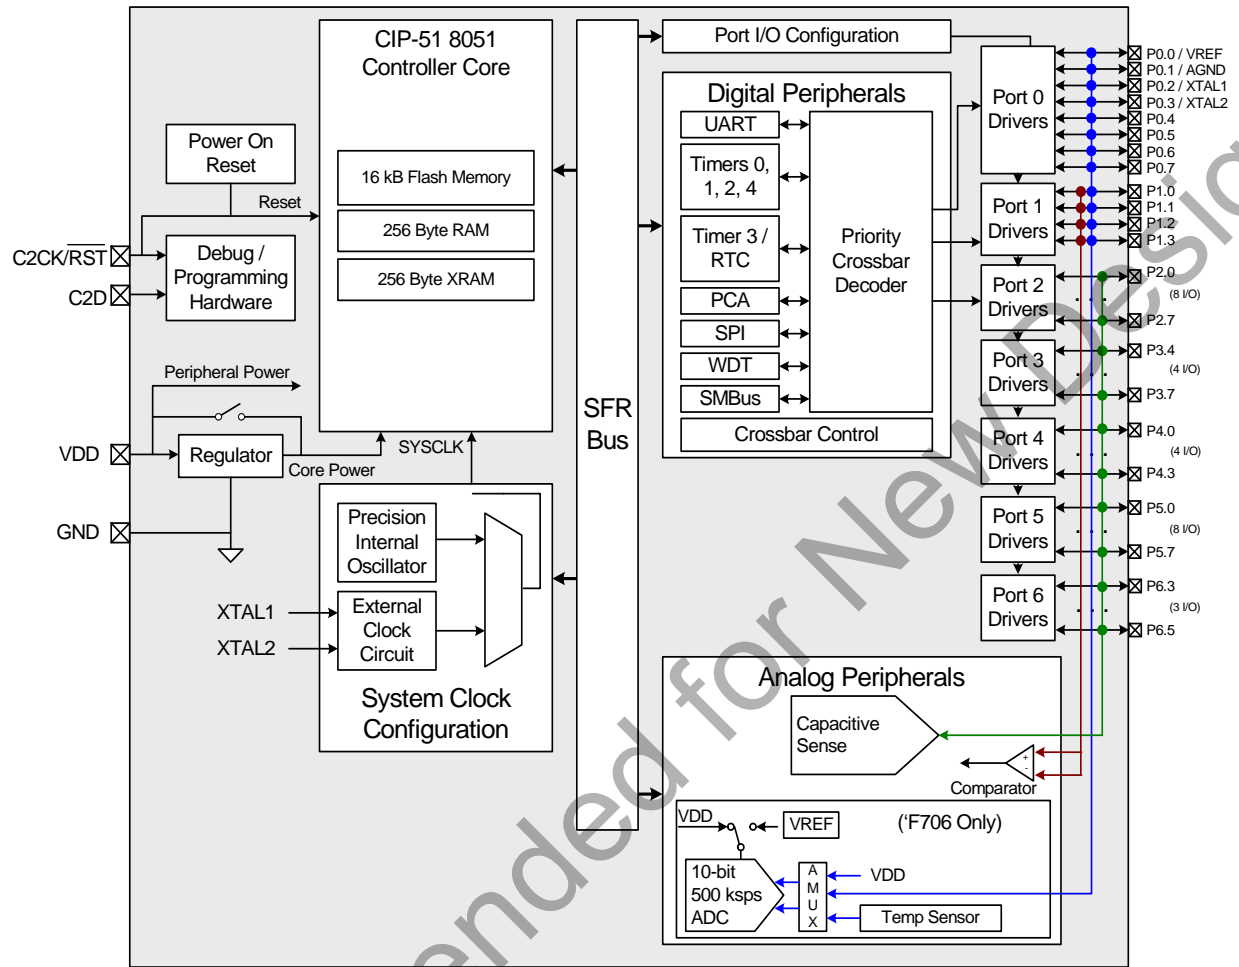 CIP-51 8051
Controller Core
16 kB Flash Memory
256 Byte RAM
256 Byte XRAM
Power On
Reset
Reset
C2CK/RST
C2D
Debug /
Programming
Hardware
Peripheral Power
VDD
Regulator
Core Power
SYSCLK
GND
Precision
Internal
Oscillator
XTAL1
XTAL2
External
Clock
Circuit
System Clock
Configuration
SFR
Bus
Port I/O Configuration
Digital Peripherals
UART
Timers 0,
1, 2, 4
Timer 3 /
RTC
PCA
SPI
WDT
SMBus
Priority
Crossbar
Decoder
Crossbar Control
Port 0
Drivers
Port 1
Drivers
Port 2
Drivers
Port 3
Drivers
Port 4
Drivers
Port 5
Drivers
Port 6
Drivers
P0.0 / VREF
P0.1 / AGND
P0.2 / XTAL1
P0.3 / XTAL2
P0.4
P0.5
P0.6
P0.7
P1.0
P1.1
P1.2
P1.3
P2.0
(8 I/O)
P2.7
P3.4
(4 I/O)
P3.7
P4.0
(4 I/O)
P4.3
P5.0
(8 I/O)
P5.7
P6.3
(3 I/O)
P6.5
Analog Peripherals
Capacitive
Sense
+
-
Comparator
VDD
VREF
('F706 Only)
10-bit
500 ksps
ADC
A
M
U
X
VDD
Temp Sensor
ended for New Desig